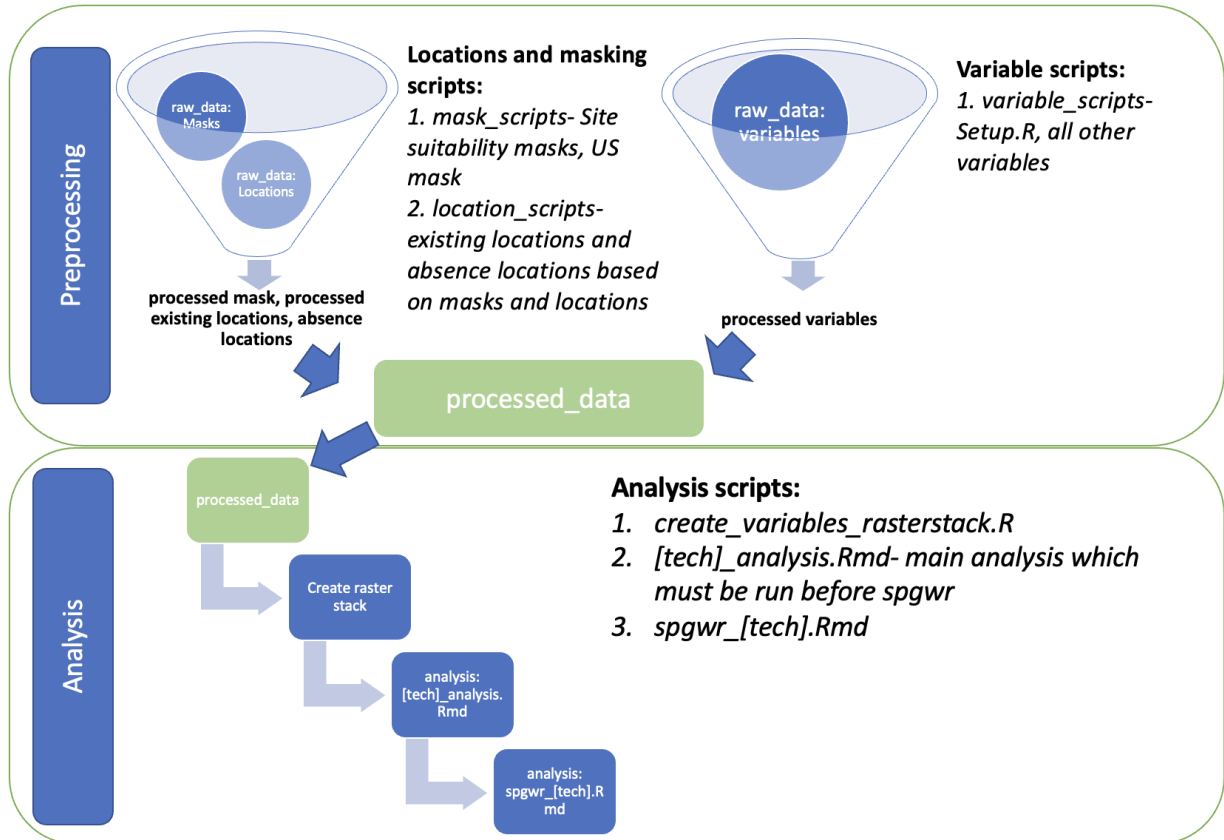 Preprocessing
raw_data:
Masks
raw_data:
Locations
processed mask, processed
existing locations, absence
locations
Locations and masking
scripts:
1. mask_scripts- Site
suitability masks, US
mask
2. location_scripts-
existing locations and
absence locations based
on masks and locations
raw_data:
variables
processed variables
Variable scripts:
1. variable_scripts-
Setup.R, all other
variables
processed_data
Analysis
processed_data
Create raster
stack
analysis:
[tech]_analysis.
Rmd
analysis:
spgwr_[tech].R
md
Analysis scripts:
1. create_variables_rasterstack.R
2. [tech]_analysis.Rmd- main analysis which
must be run before spgwr
3. spgwr_[tech].Rmd